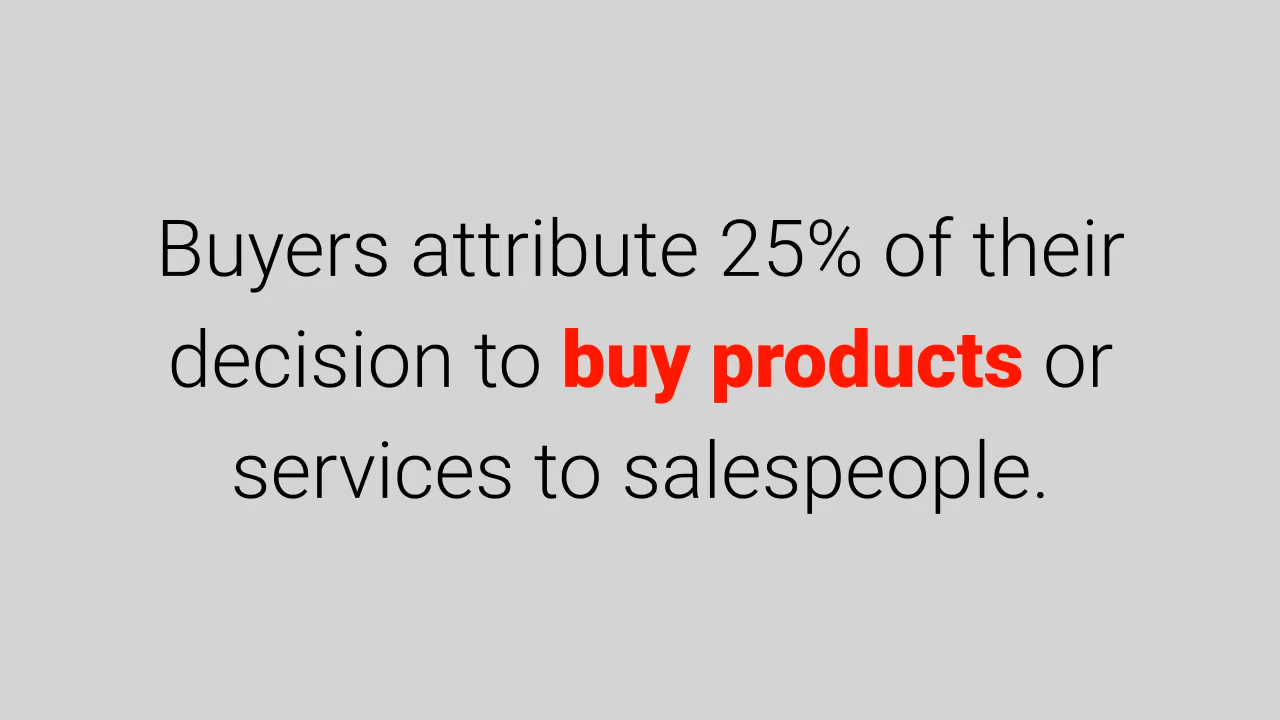 Buyers attribute 25% of their
decision to buy products or
services to salespeople.